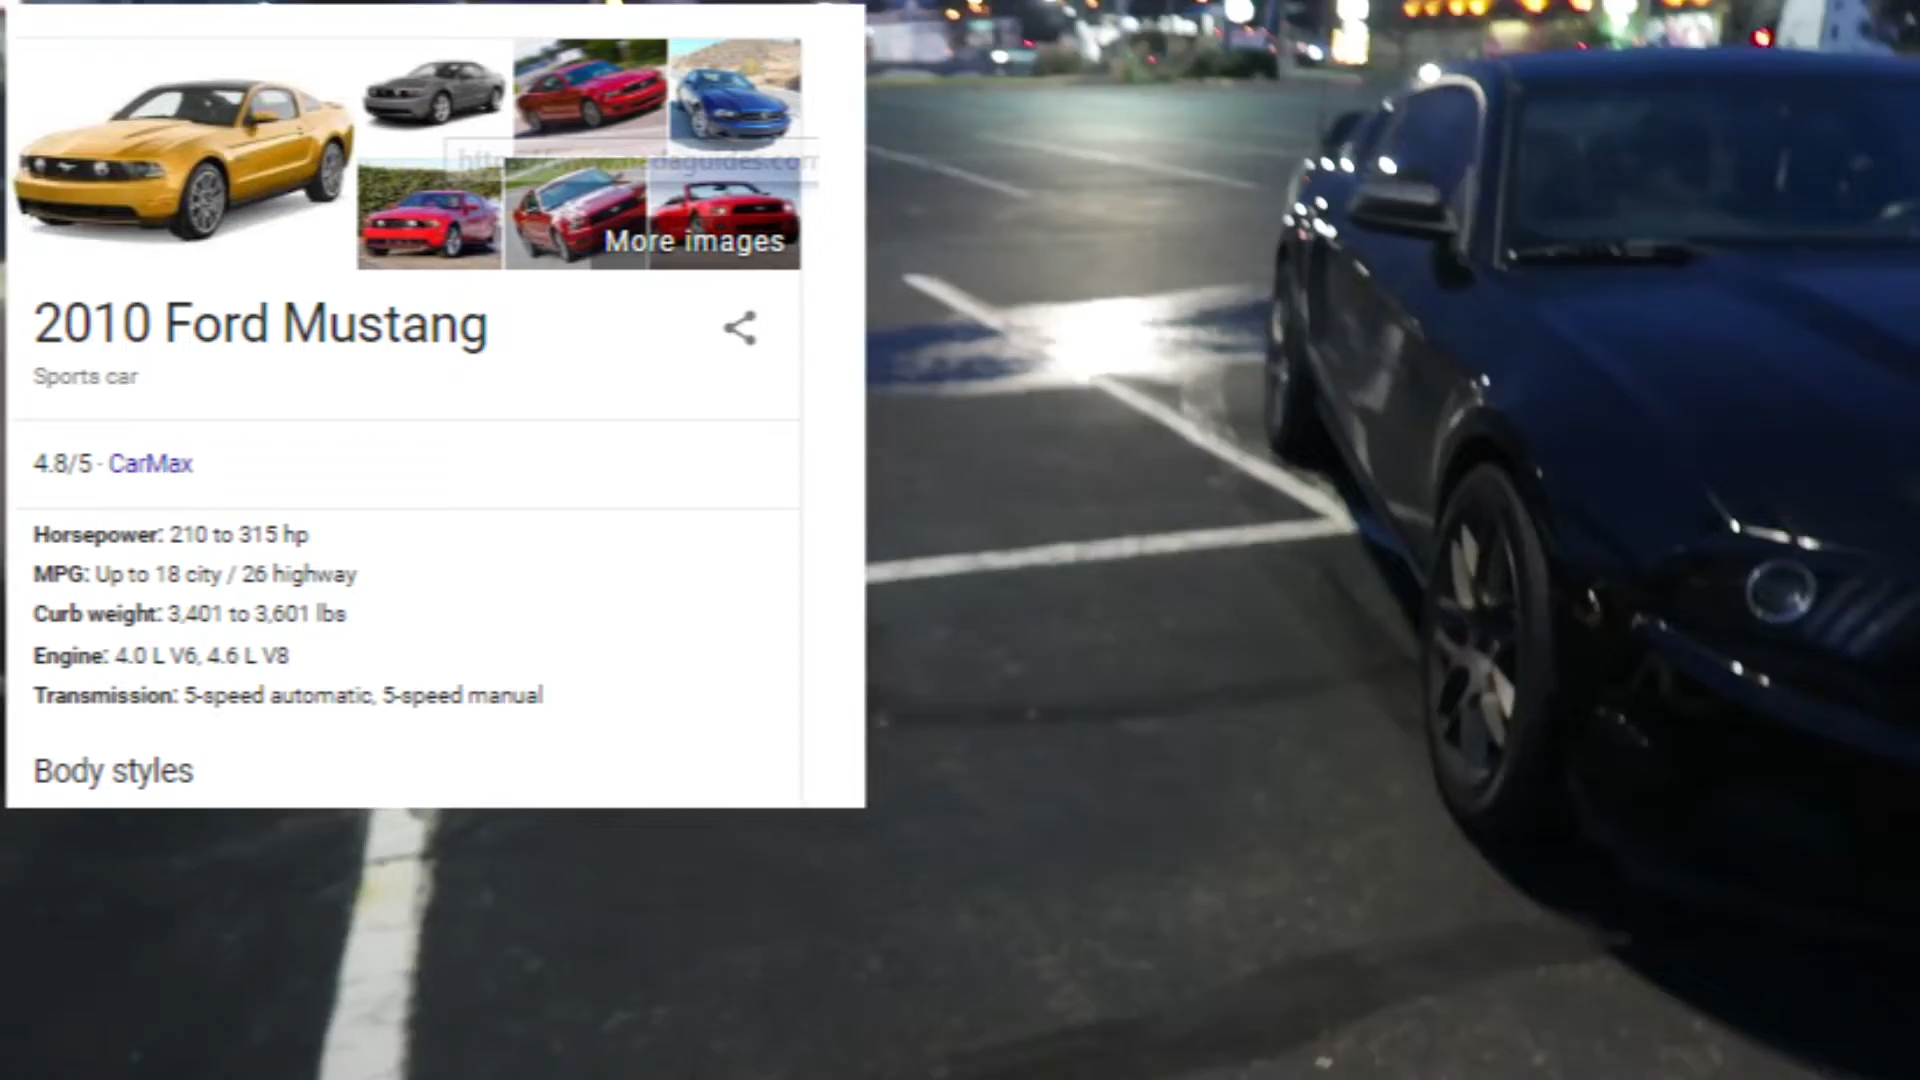 More images
2010 Ford Mustang
Sports car
4.8/5 - CarMax
Horsepower: 210 to 315 hp
MPG: Up to 18 city / 26 highway
Curb weight: 3,401 to 3,601 lbs
Engine: 4.0 L V6, 4.6 L V8
Transmission: 5-speed automatic, 5-speed manual
Body styles